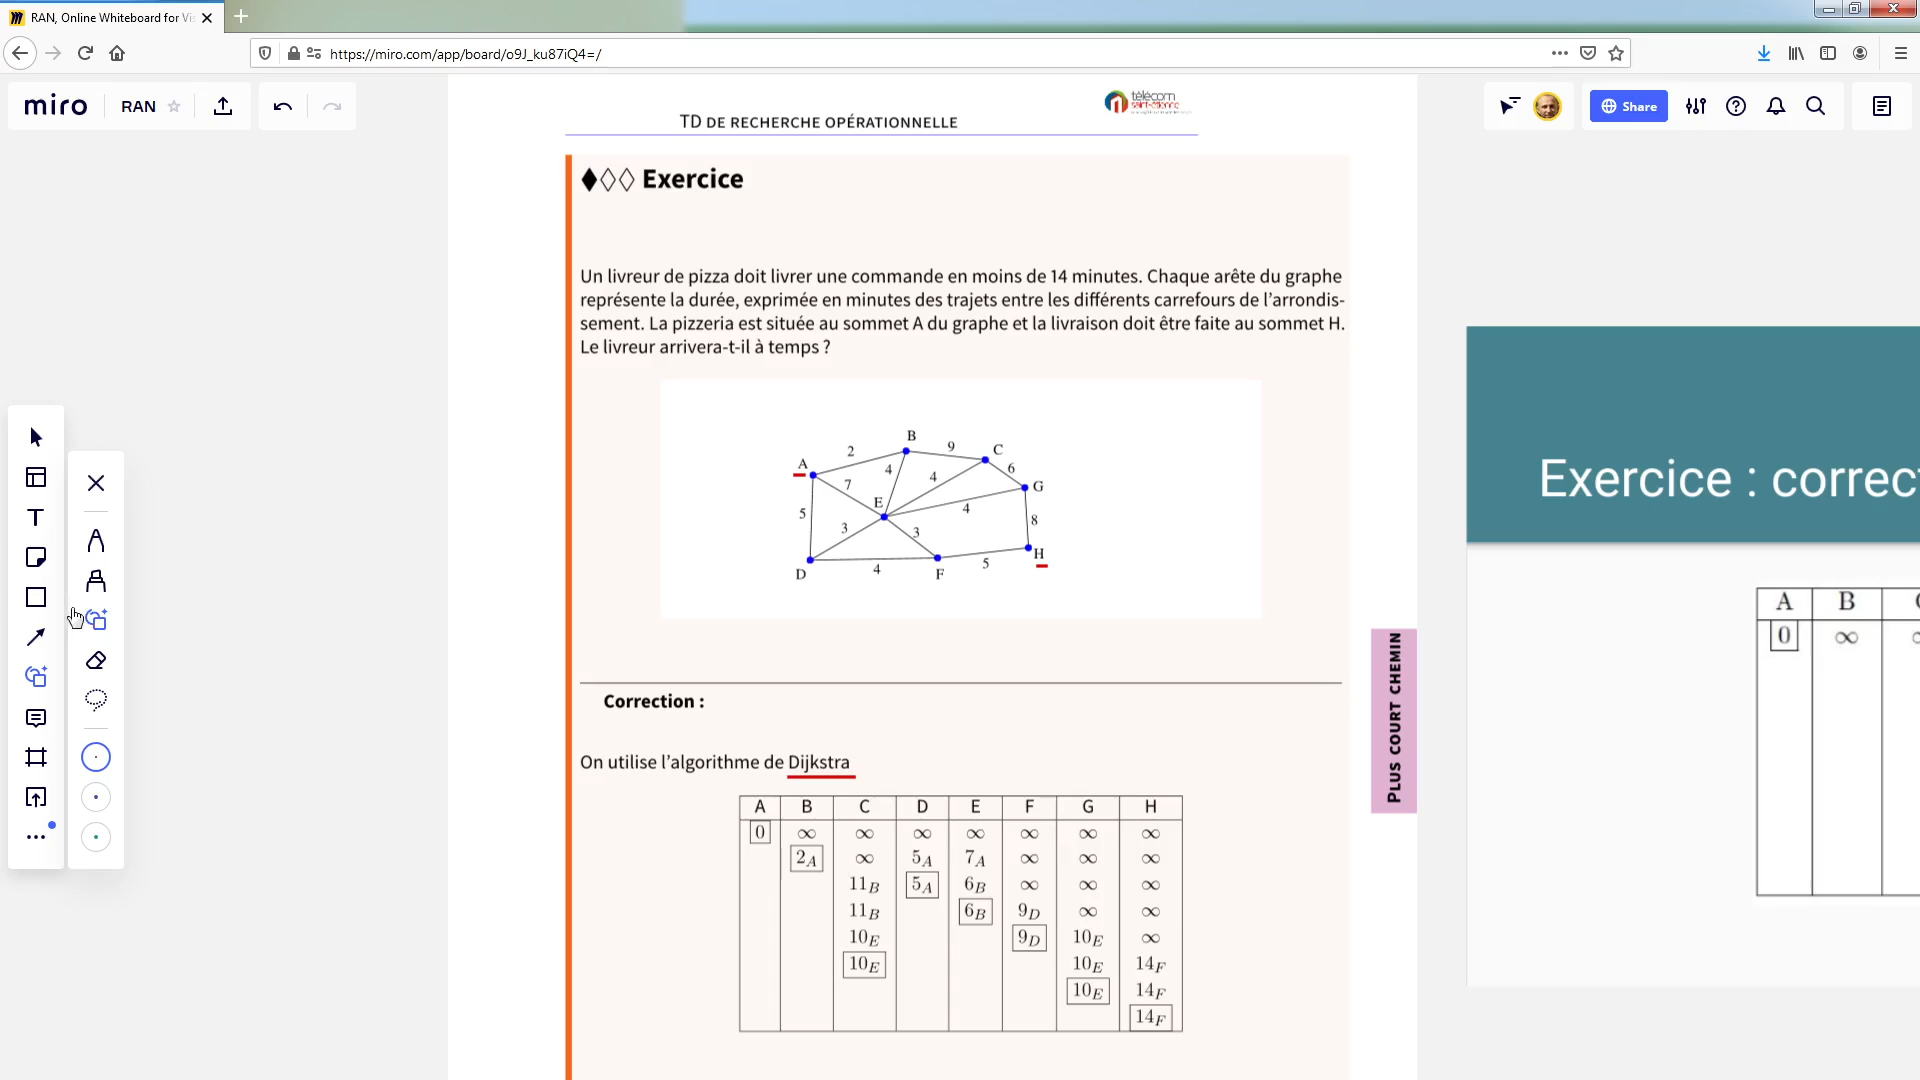 RAN, Online Whiteboard for Vis
https://miro.com/app/board/o9J_ku87iQ4=/
miro
RAN
Share
TD DE RECHERCHE OPÉRATIONNELLE
télécom
saint-etienne
Exercice
Un livreur de pizza doit livrer une commande en moins de 14 minutes. Chaque arête du graphe
représente la durée, exprimée en minutes des trajets entre les différents carrefours de l'arrondis-
sement. La pizzeria est située au sommet A du graphe et la livraison doit être faite au sommet H.
Le livreur arrivera-t-il à temps ?
B
2
9
C
A
4
4
6
7
G
E
5
4
8
3
3
H
D
4
F
5
PLUS COURT CHEMIN
Correction :
On utilise l'algorithme de Dijkstra
A B C D E F G H
0 ∞ ∞ ∞ ∞ ∞ ∞ ∞
2A ∞ 5A 7A ∞ ∞ ∞
11B 5A 6B ∞ ∞ ∞
11B 6B 9D ∞ ∞
10E 9D 10E ∞
10E 10E 14F
10E 14F
14F
Exercice : correct
A B
0 ∞